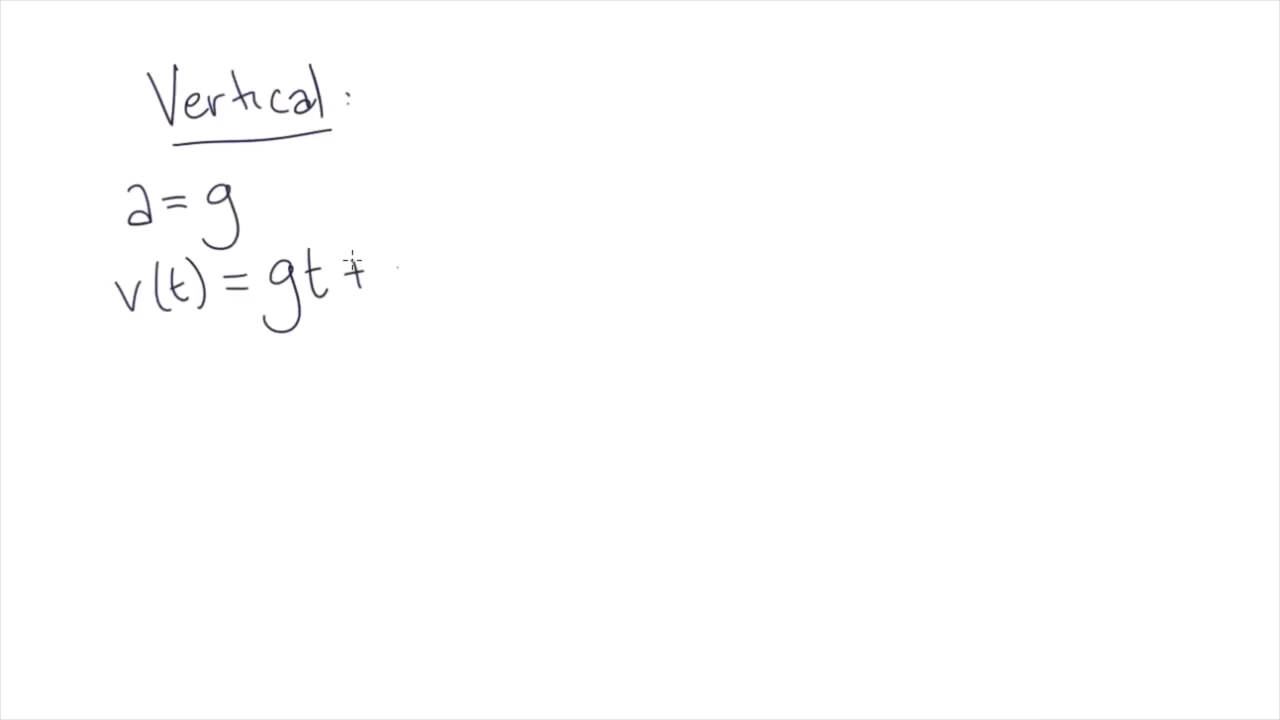 Vertical:
a = g
v(t) = gt +